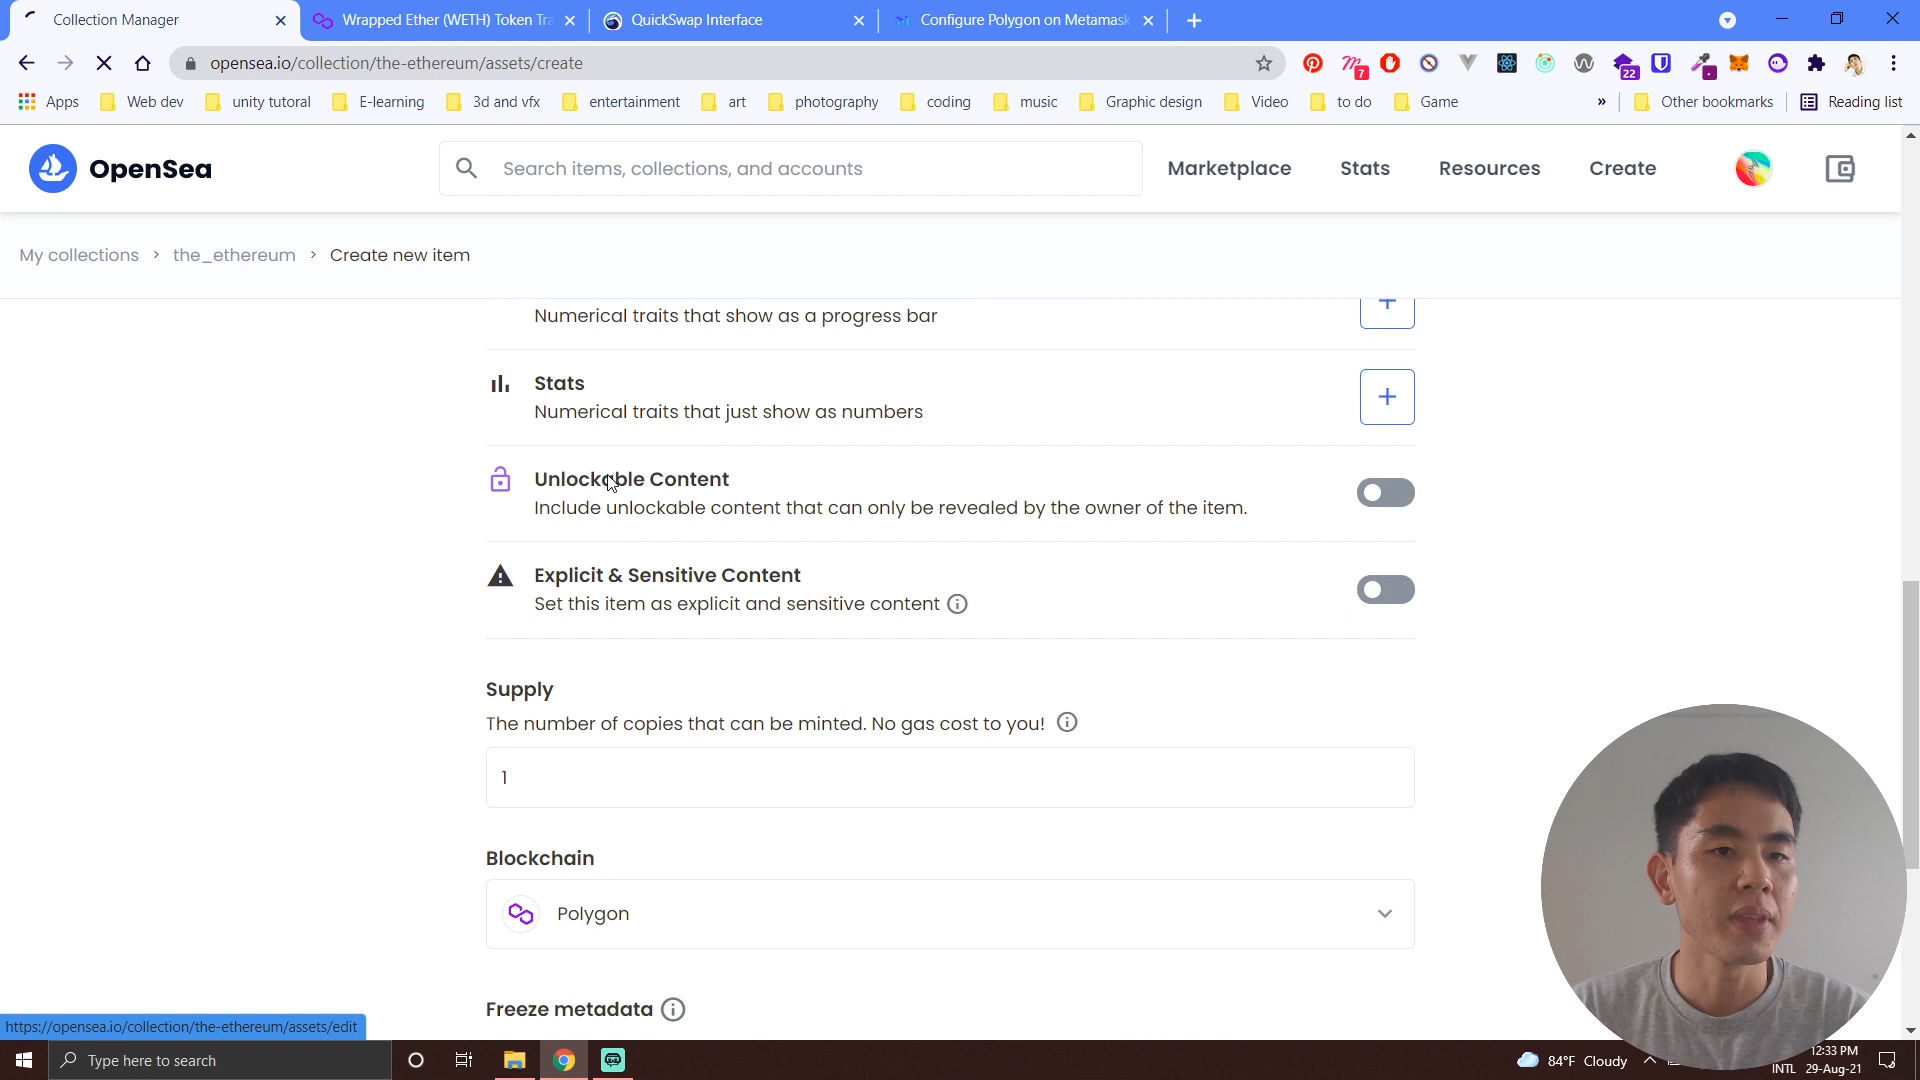 Collection Manager
Wrapped Ether (WETH) Token Tra
QuickSwap Interface
Configure Polygon on Metamask
opensea.io/collection/the-ethereum/assets/create
7
22
Apps
Web dev
unity tutorial
E-learning
3d and vfx
entertainment
art
photography
coding
music
Graphic design
Video
to do
Game
»
Other bookmarks
Reading list
OpenSea
Search items, collections, and accounts
Marketplace
Stats
Resources
Create
My collections > the_ethereum > Create new item
Numerical traits that show as a progress bar
Stats
Numerical traits that just show as numbers
Unlockable Content
Include unlockable content that can only be revealed by the owner of the item.
Explicit & Sensitive Content
Set this item as explicit and sensitive content
Supply
The number of copies that can be minted. No gas cost to you!
1
Blockchain
Polygon
Freeze metadata
https://opensea.io/collection/the-ethereum/assets/edit
Type here to search
84°F Cloudy
INTL
12:33 PM
29-Aug-21